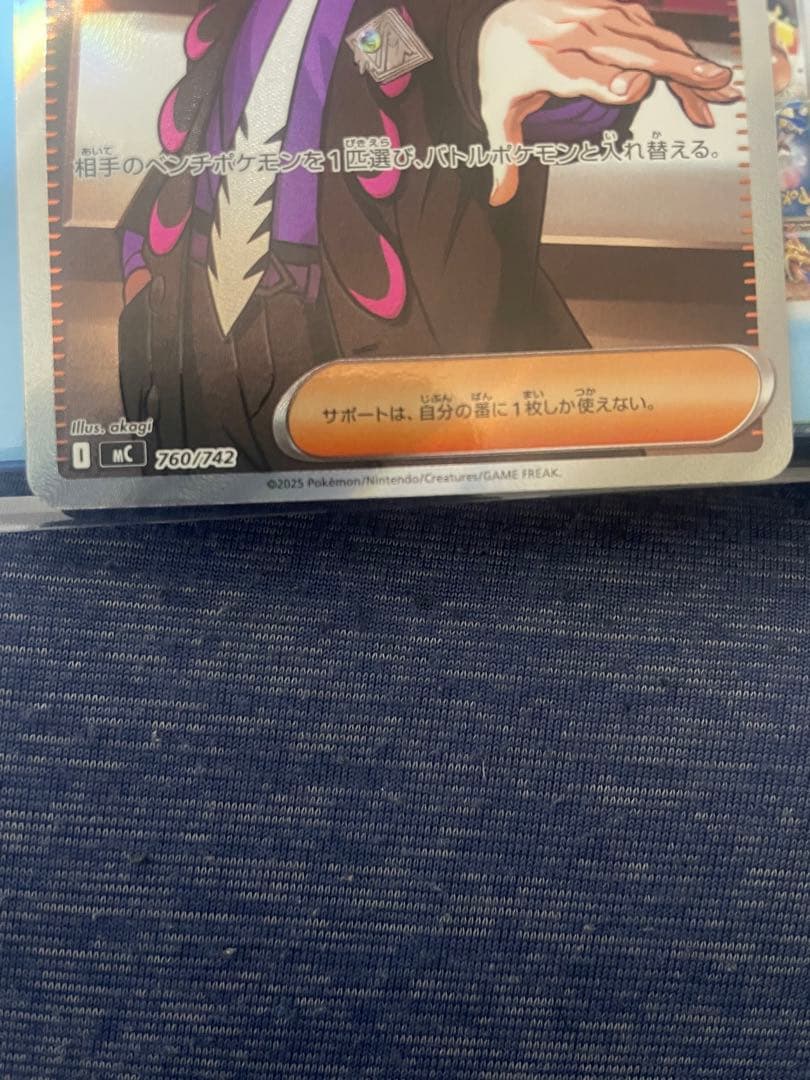 相手のベンチポケモンを1匹選び、バトルポケモンと入れ替える。
サポートは、自分の番に1枚しか使えない。
Illus. akagi
I MC 760/742
©2025 Pokémon/Nintendo/Creatures/GAME FREAK.